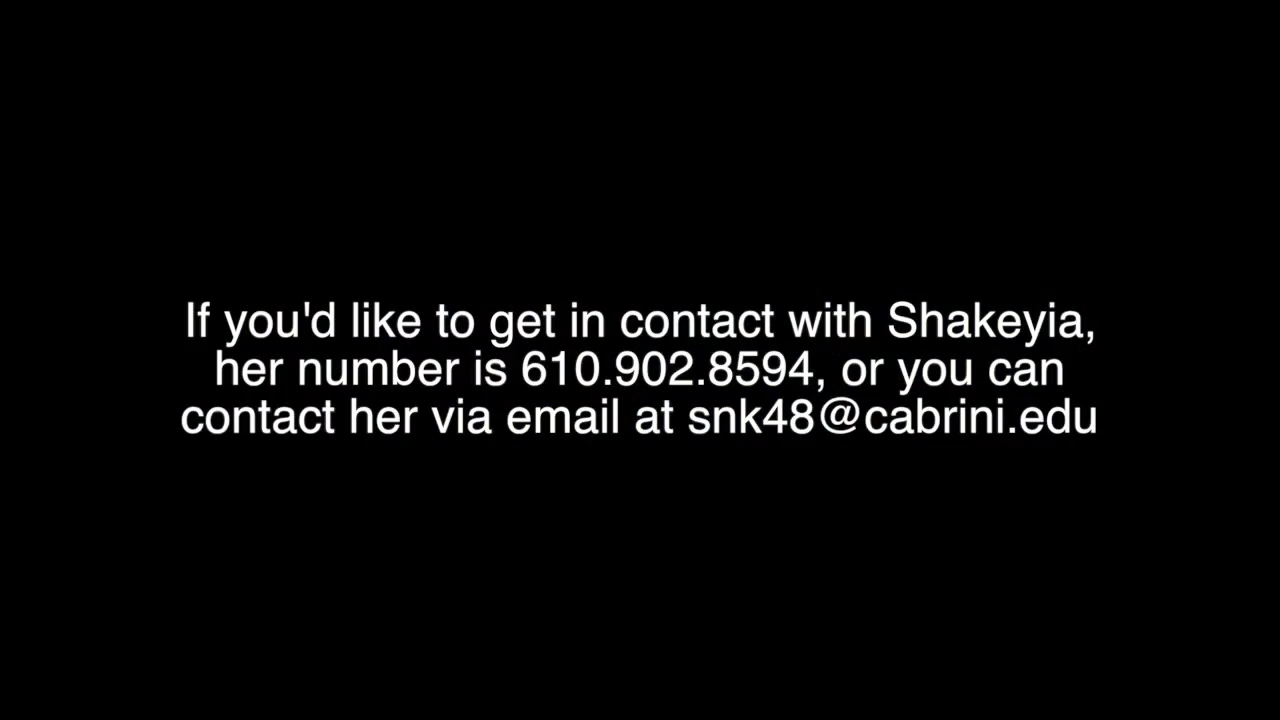 If you'd like to get in contact with Shakeyia,
her number is 610.902.8594, or you can
contact her via email at snk48@cabrini.edu